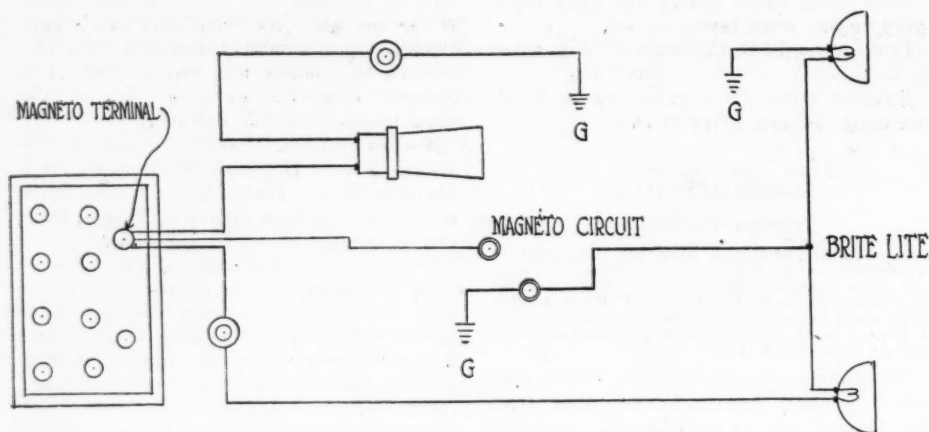 MAGNETO TERMINAL
G
G
MAGNETO CIRCUIT
BRITE LITE
G